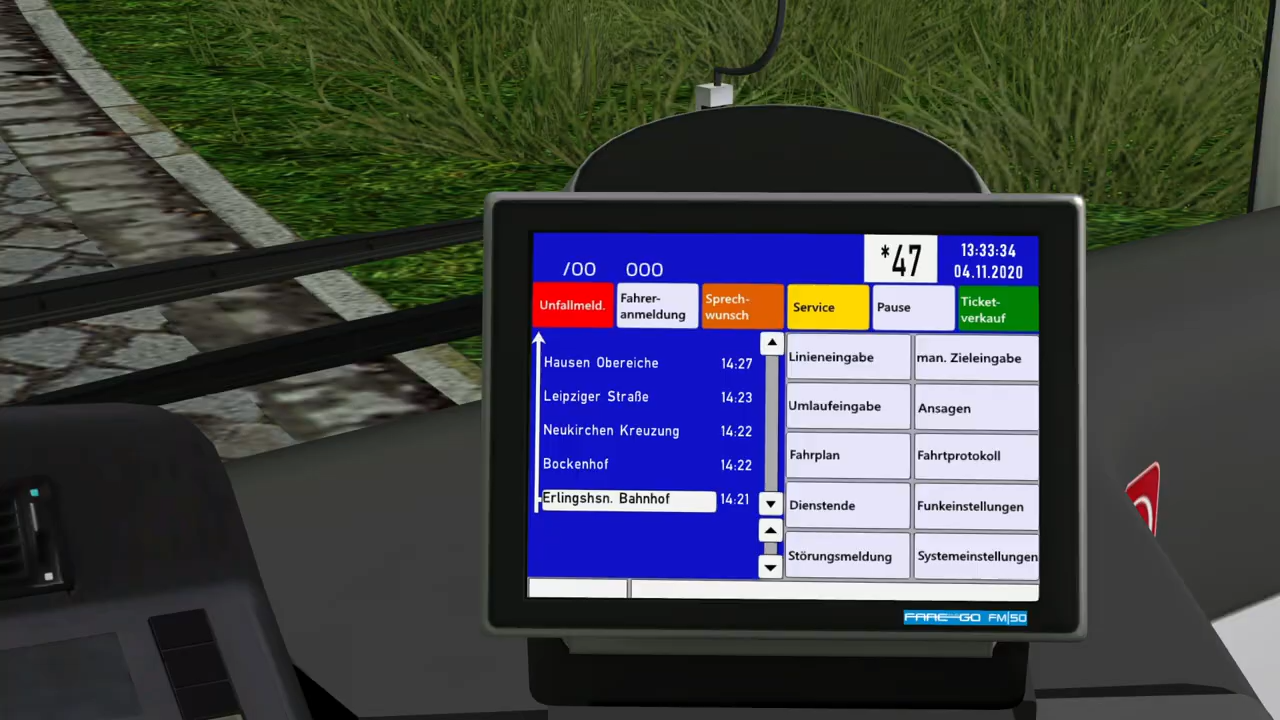 /00 000 *47 13:33:34
04.11.2020
Unfallmeld.
Fahrer-
anmeldung
Sprech-
wunsch
Service
Pause
Ticket-
verkauf
Hausen Obereiche 14:27
Leipziger Straße 14:23
Neukirchen Kreuzung 14:22
Bockenhof 14:22
Erlingshsn. Bahnhof 14:21
Linieneingabe
man. Zieleingabe
Umlaufeingabe
Ansagen
Fahrplan
Fahrtprotokoll
Dienstende
Funkeinstellungen
Störungsmeldung
Systemeinstellungen
FARE-GO FM|50